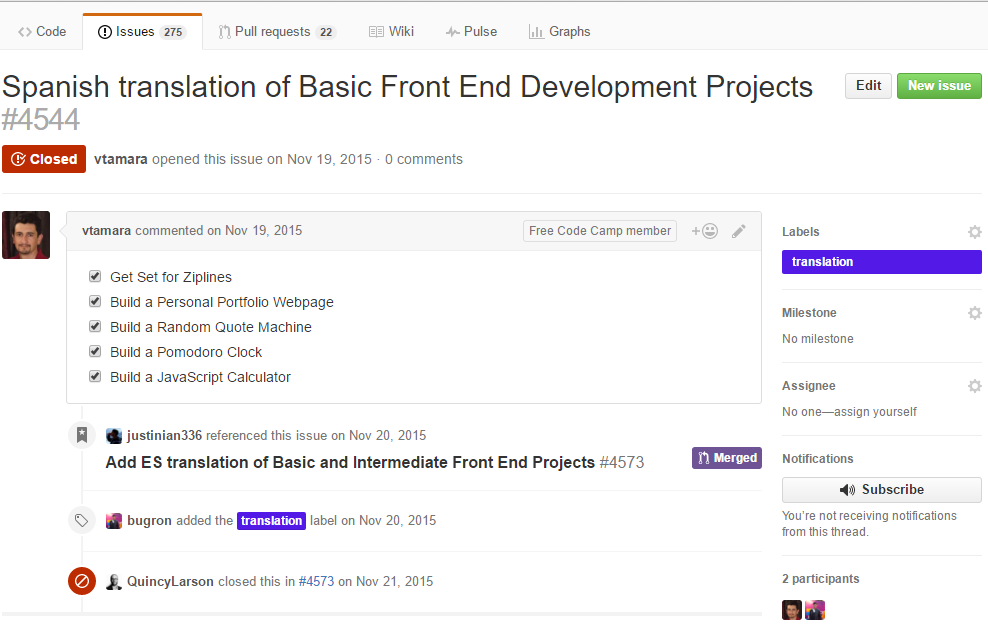 Code Issues 275 Pull requests 22 Wiki Pulse Graphs
Spanish translation of Basic Front End Development Projects
#4544
Edit New issue
Closed vtamara opened this issue on Nov 19, 2015 · 0 comments
vtamara commented on Nov 19, 2015 Free Code Camp member +
Get Set for Ziplines
Build a Personal Portfolio Webpage
Build a Random Quote Machine
Build a Pomodoro Clock
Build a JavaScript Calculator
justinian336 referenced this issue on Nov 20, 2015
Add ES translation of Basic and Intermediate Front End Projects #4573 Merged
bugron added the translation label on Nov 20, 2015
QuincyLarson closed this in #4573 on Nov 21, 2015
Labels
translation
Milestone
No milestone
Assignee
No one—assign yourself
Notifications
Subscribe
You’re not receiving notifications
from this thread.
2 participants